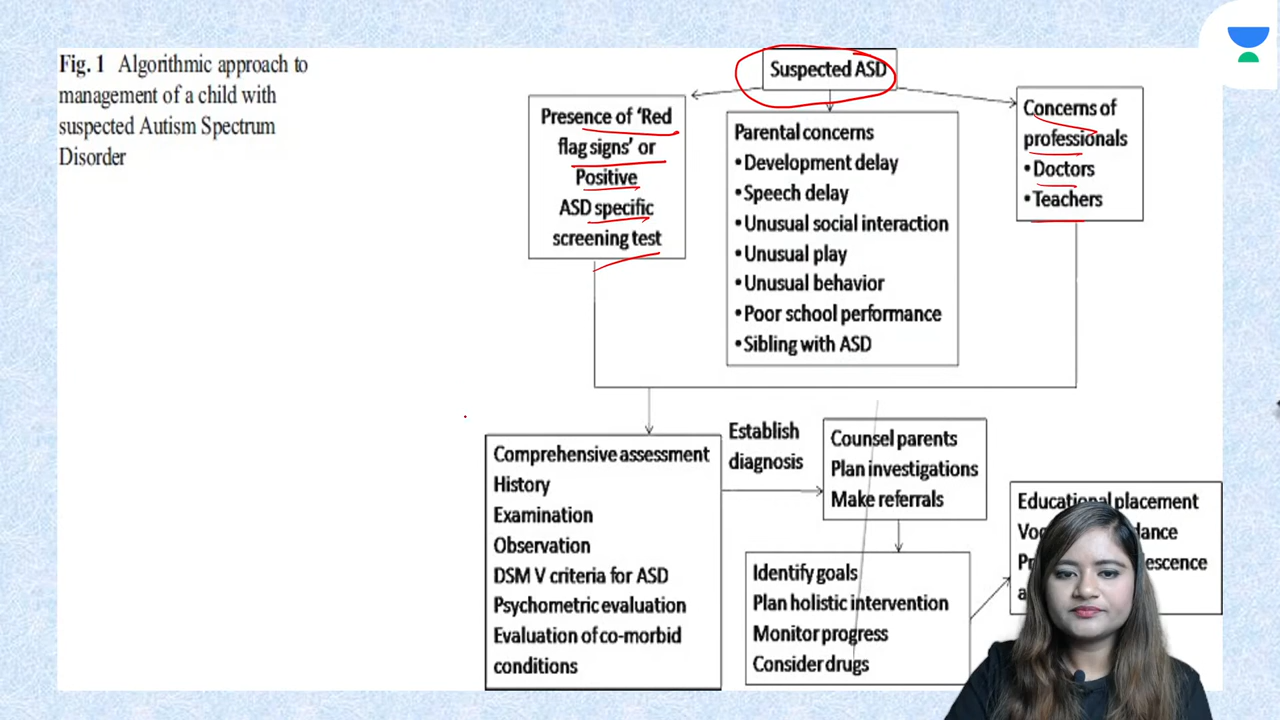 Fig. 1 Algorithmic approach to
management of a child with
suspected Autism Spectrum
Disorder
Suspected ASD
Presence of 'Red
flag signs' or
Positive
ASD specific
screening test
Parental concerns
•Development delay
•Speech delay
•Unusual social interaction
•Unusual play
•Unusual behavior
•Poor school performance
•Sibling with ASD
Concerns of
professionals
•Doctors
•Teachers
Comprehensive assessment
History
Examination
Observation
DSM V criteria for ASD
Psychometric evaluation
Evaluation of co-morbid
conditions
Establish
diagnosis
Counsel parents
Plan investigations
Make referrals
Identify goals
Plan holistic intervention
Monitor progress
Consider drugs
Educational placement